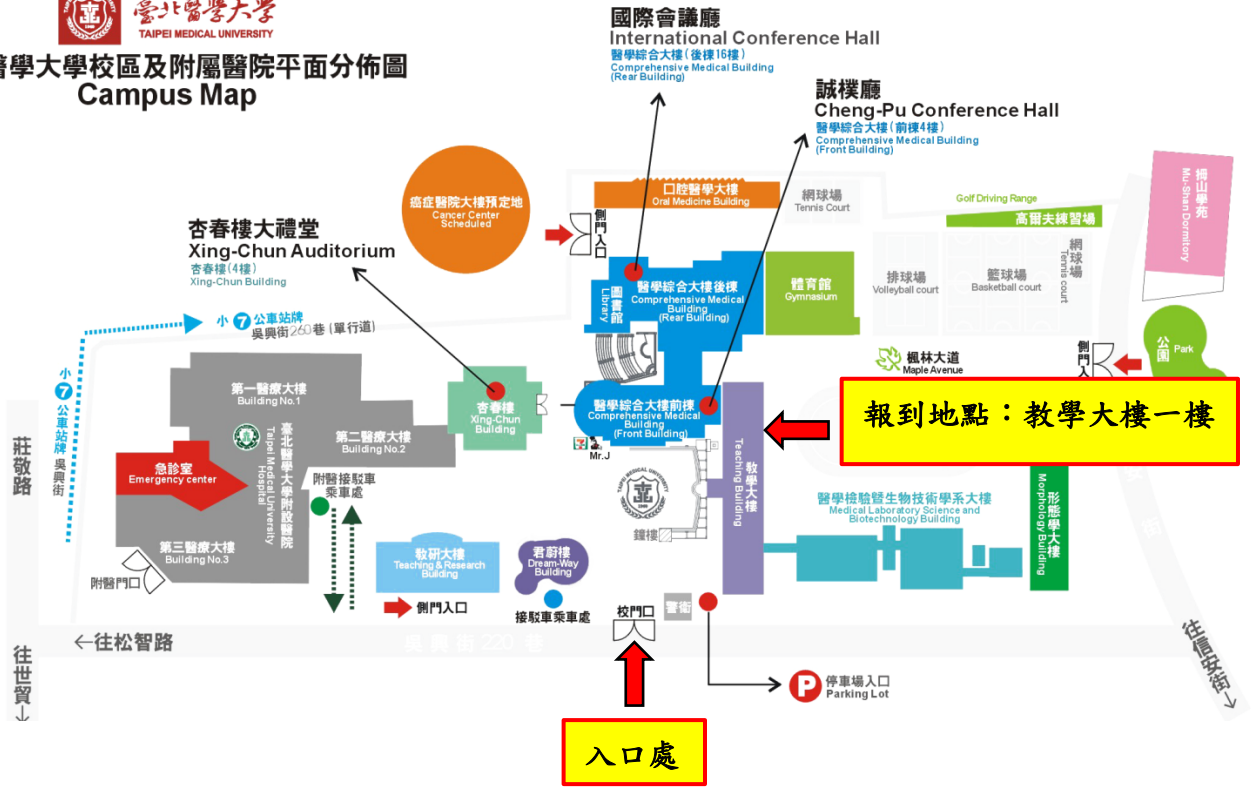 臺北醫學大學
TAIPEI MEDICAL UNIVERSITY
醫學大學校區及附屬醫院平面分佈圖
Campus Map
國際會議廳
International Conference Hall
醫學綜合大樓(後棟16樓)
Comprehensive Medical Building
(Rear Building)
誠樸廳
Cheng-Pu Conference Hall
醫學綜合大樓(前棟4樓)
Comprehensive Medical Building
(Front Building)
杏春樓大禮堂
Xing-Chun Auditorium
杏春樓(4樓)
Xing-Chun Building
癌症醫院大樓預定地
Cancer Center
Scheduled
側門入口
口腔醫學大樓
Oral Medicine Building
網球場
Tennis Court
Golf Driving Range
高爾夫練習場
拇山學苑
Mu-Shan Dormitory
圖書館
Library
醫學綜合大樓後棟
Comprehensive Medical
Building
(Rear Building)
體育館
Gymnasium
排球場
Volleyball court
籃球場
Basketball court
網球場
Tennis court
小 7 公車站牌
吳興街260巷 (單行道)
小 7 公車站牌 吳興街
莊敬路
往世貿↓
第一醫療大樓
Building No.1
第二醫療大樓
Building No.2
急診室
Emergency center
臺北醫學大學附設醫院
Taipei Medical University
Hospital
第三醫療大樓
Building No.3
附醫門口
附醫接駁車
乘車處
杏春樓
Xing-Chun
Building
醫學綜合大樓前棟
Comprehensive Medical
Building
(Front Building)
7
Mr.J
TAIPEI MEDICAL UNIVERSITY
1960
鐘樓
教學大樓
Teaching Building
楓林大道
Maple Avenue
側門入
公園 Park
報到地點：教學大樓一樓
醫學檢驗暨生物技術學系大樓
Medical Laboratory Science and
Biotechnology Building
形態學大樓
Morphology Building
教研大樓
Teaching & Research
Building
側門入口
君蔚樓
Dream-Way
Building
接駁車乘車處
校門口
警衛
←往松智路
吳興街220巷
街
往信安街↓
P 停車場入口
Parking Lot
入口處